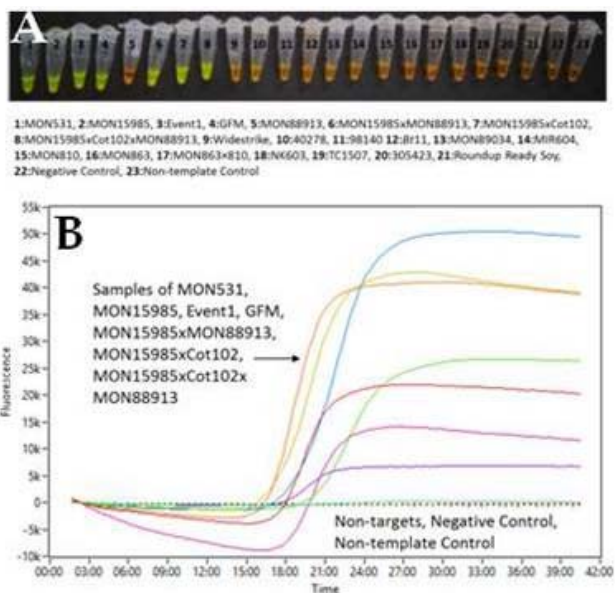 A
1 2 3 4 5 6 7 8 9 10 11 12 13 14 15 16 17 18 19 20 21 22 23
1:MON531, 2:MON15985, 3:Event1, 4:GFM, 5:MON88913, 6:MON15985xMON88913, 7:MON15985xCot102,
8:MON15985xCot102xMON88913, 9:Widestrike, 10:40278, 11:98140 12:Bt11, 13:MON89034, 14:MIR604,
15:MON810, 16:MON863, 17:MON863×810, 18:NK603, 19:TC1507, 20:305423, 21:Roundup Ready Soy,
22:Negative Control, 23:Non-template Control
B
55k
50k
45k
40k
35k
30k
25k
20k
15k
10k
5k
0
-5k
-10k
Fluorescence
Samples of MON531,
MON15985, Event1, GFM,
MON15985xMON88913,
MON15985xCot102,
MON15985xCot102x
MON88913
Non-targets, Negative Control,
Non-template Control
00:00 03:00 06:00 09:00 12:00 15:00 18:00 21:00 24:00 27:00 30:00 33:00 36:00 39:00 42:00
Time